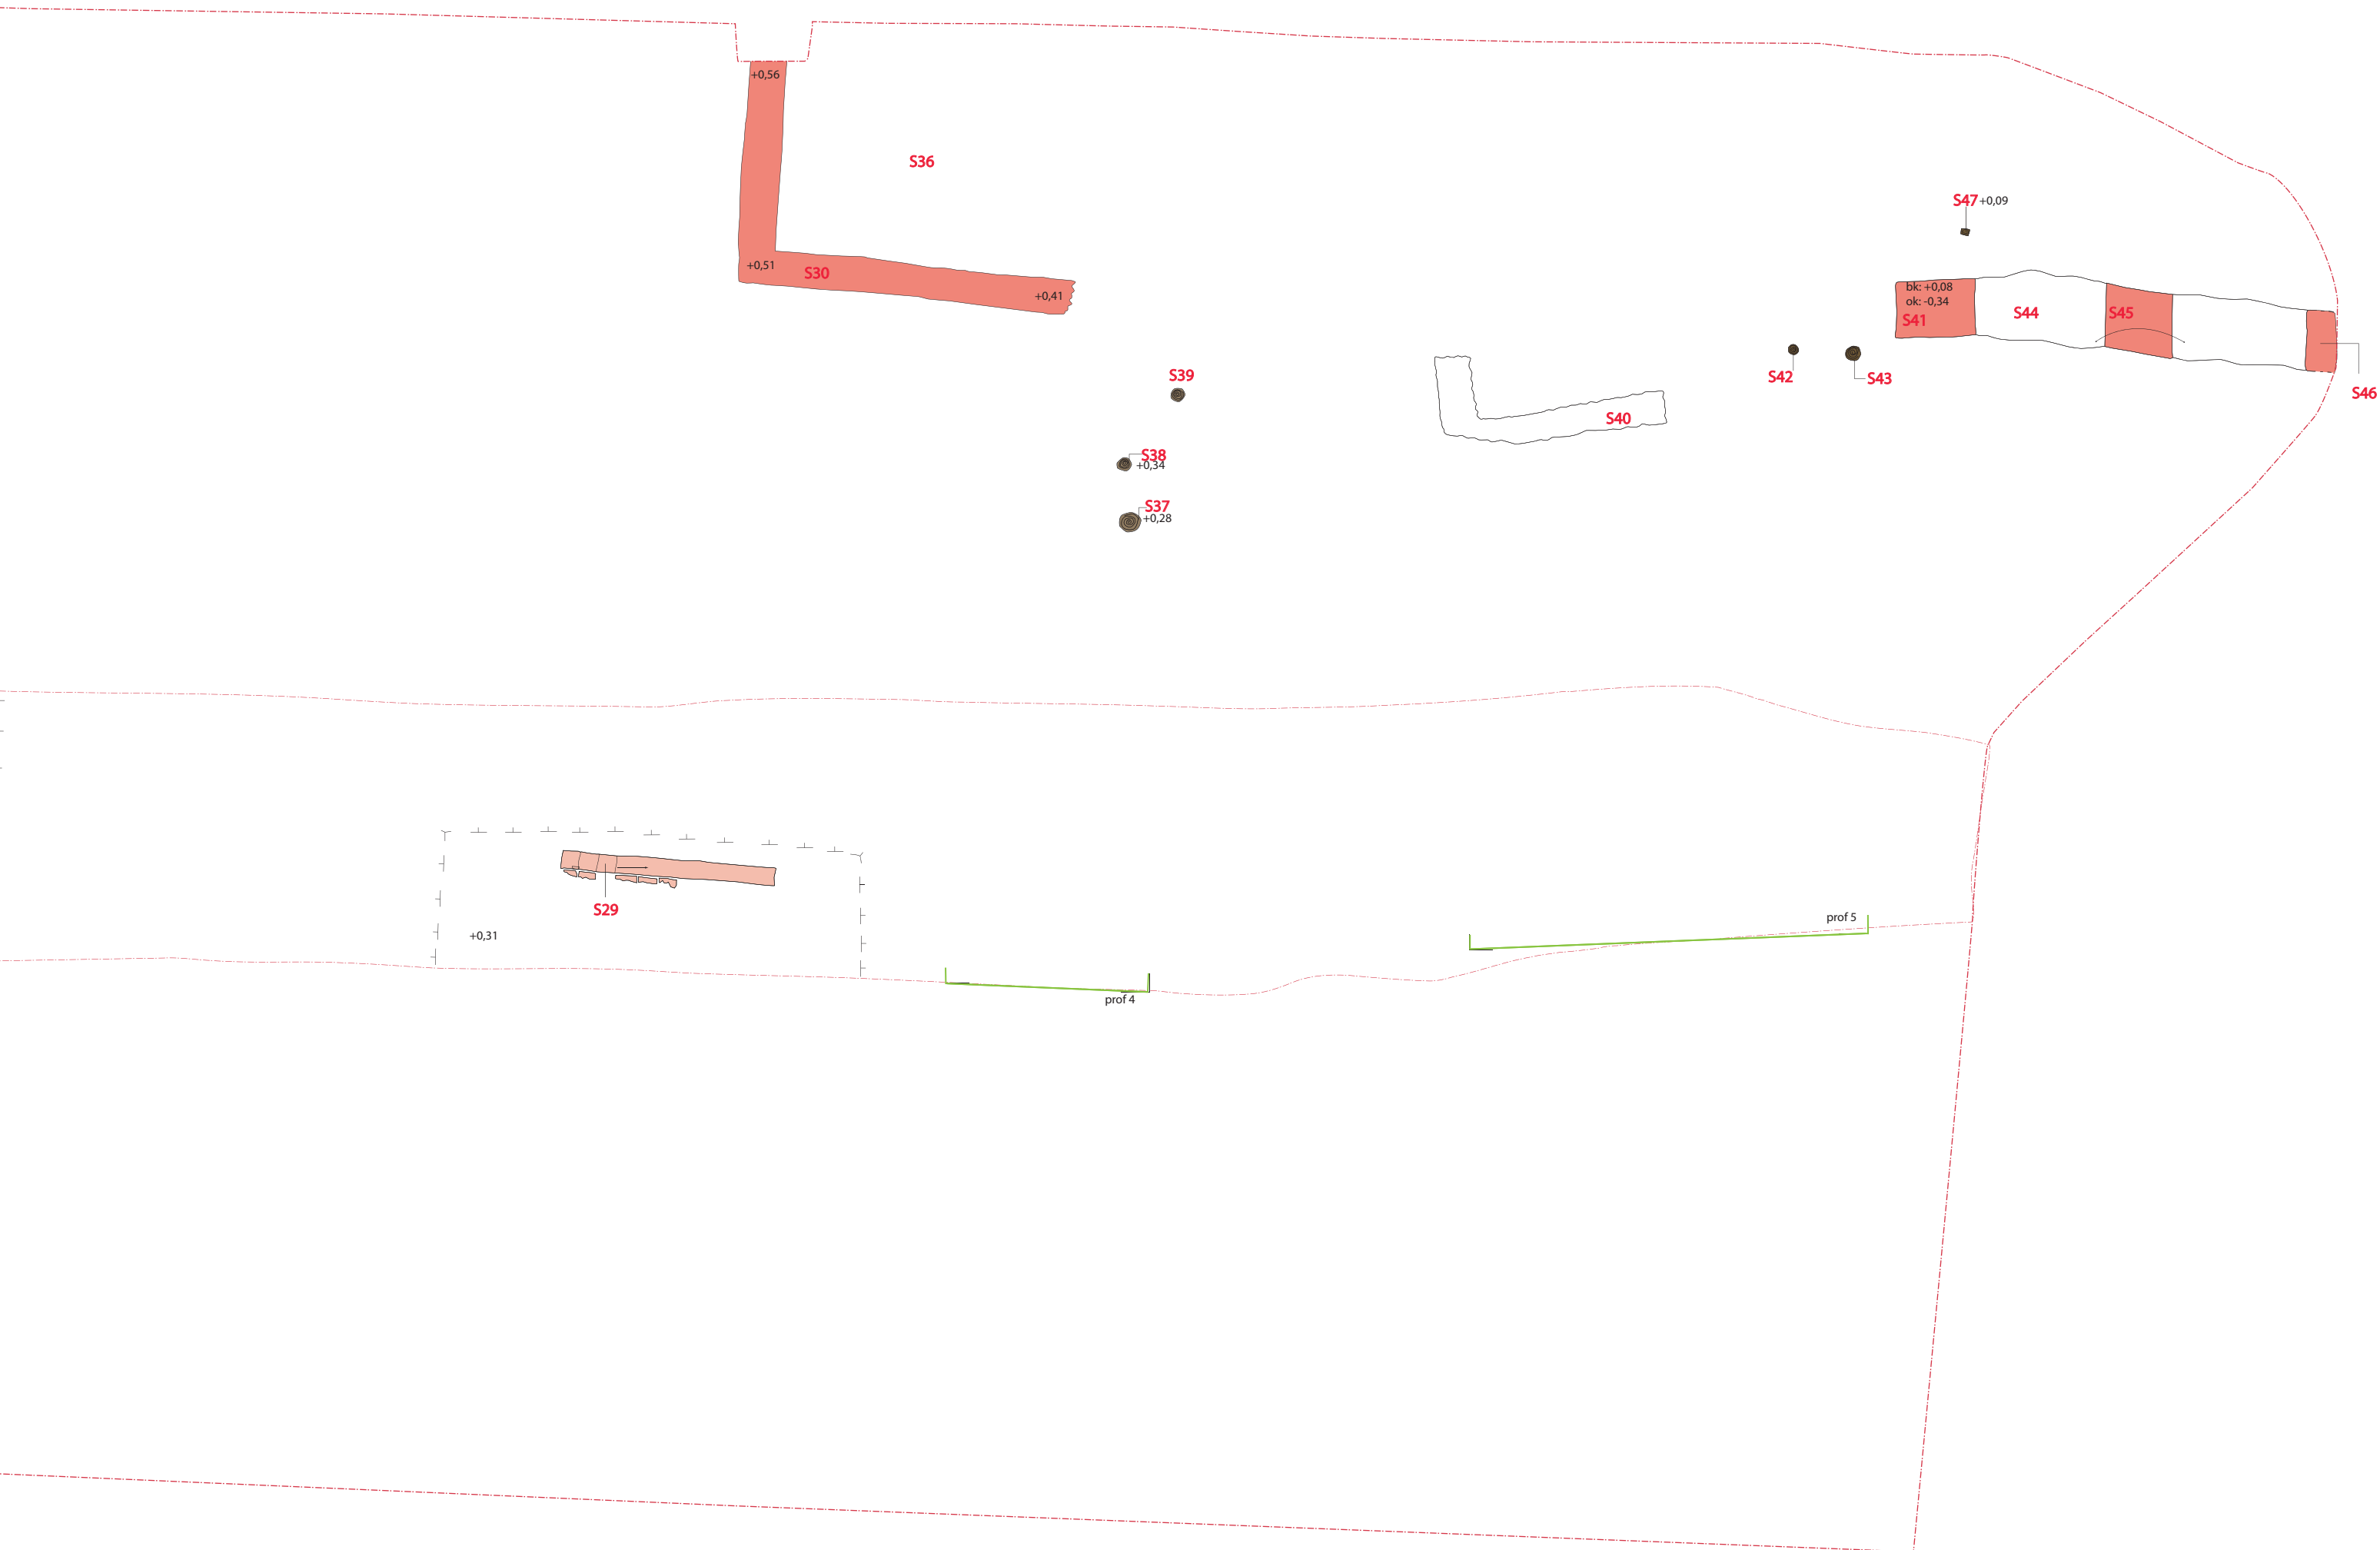 +0,56
S36
S47 +0,09
+0,51
S30
+0,41
bk: +0,08
ok: -0,34
S41
S44
S45
S46
S42
S43
S39
S40
S38
+0,34
S37
+0,28
S29
+0,31
prof 5
prof 4